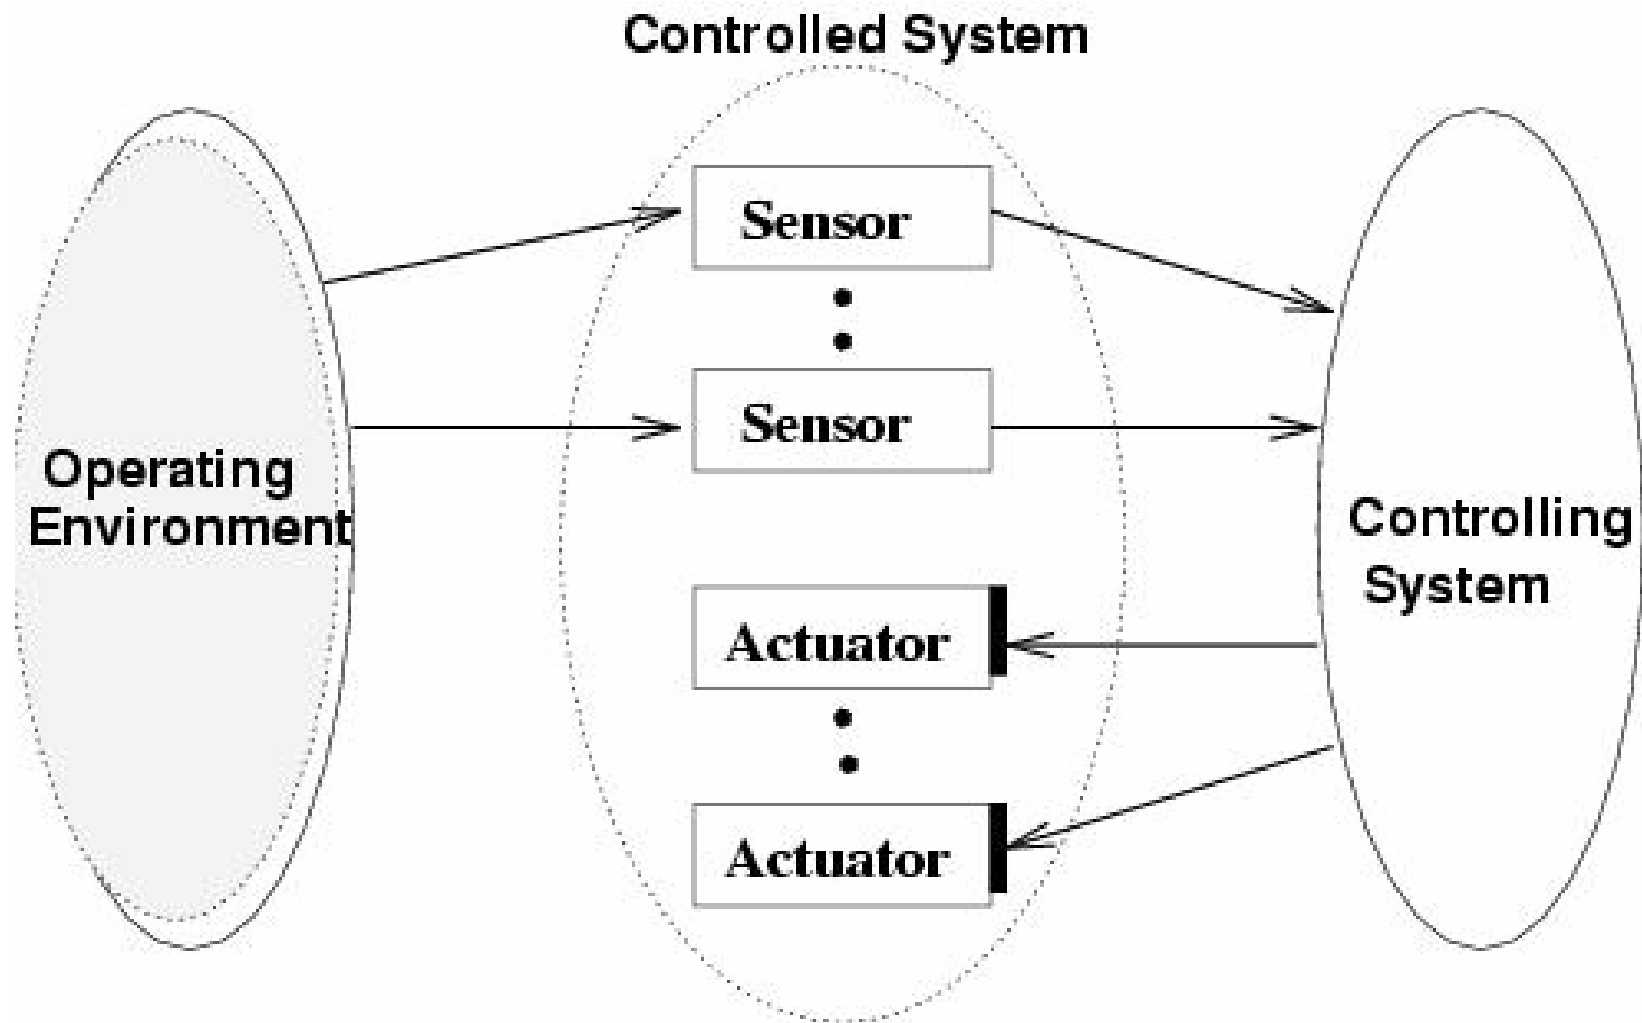 Controlled System
Sensor
Sensor
Operating
Environment
Controlling
System
Actuator
Actuator